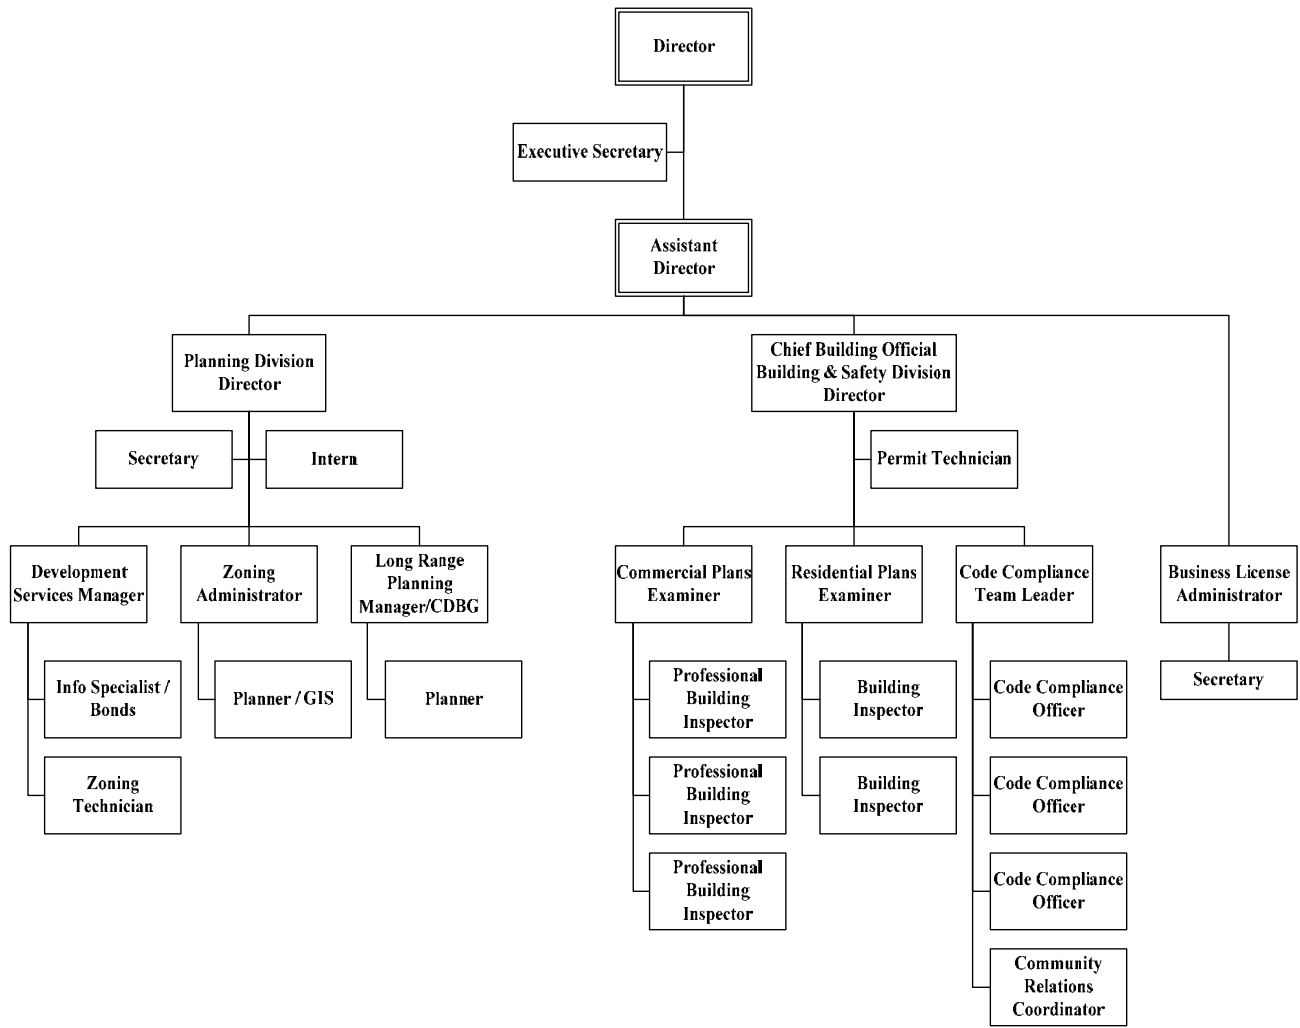 Director
Executive Secretary
Assistant
Director
Planning Division
Director
Chief Building Official
Building & Safety Division
Director
Secretary
Intern
Permit Technician
Development
Services Manager
Zoning
Administrator
Long Range
Planning
Manager/CDBG
Commercial Plans
Examiner
Residential Plans
Examiner
Code Compliance
Team Leader
Business License
Administrator
Info Specialist /
Bonds
Planner / GIS
Planner
Professional
Building
Inspector
Building
Inspector
Code Compliance
Officer
Secretary
Zoning
Technician
Professional
Building
Inspector
Building
Inspector
Code Compliance
Officer
Professional
Building
Inspector
Code Compliance
Officer
Community
Relations
Coordinator